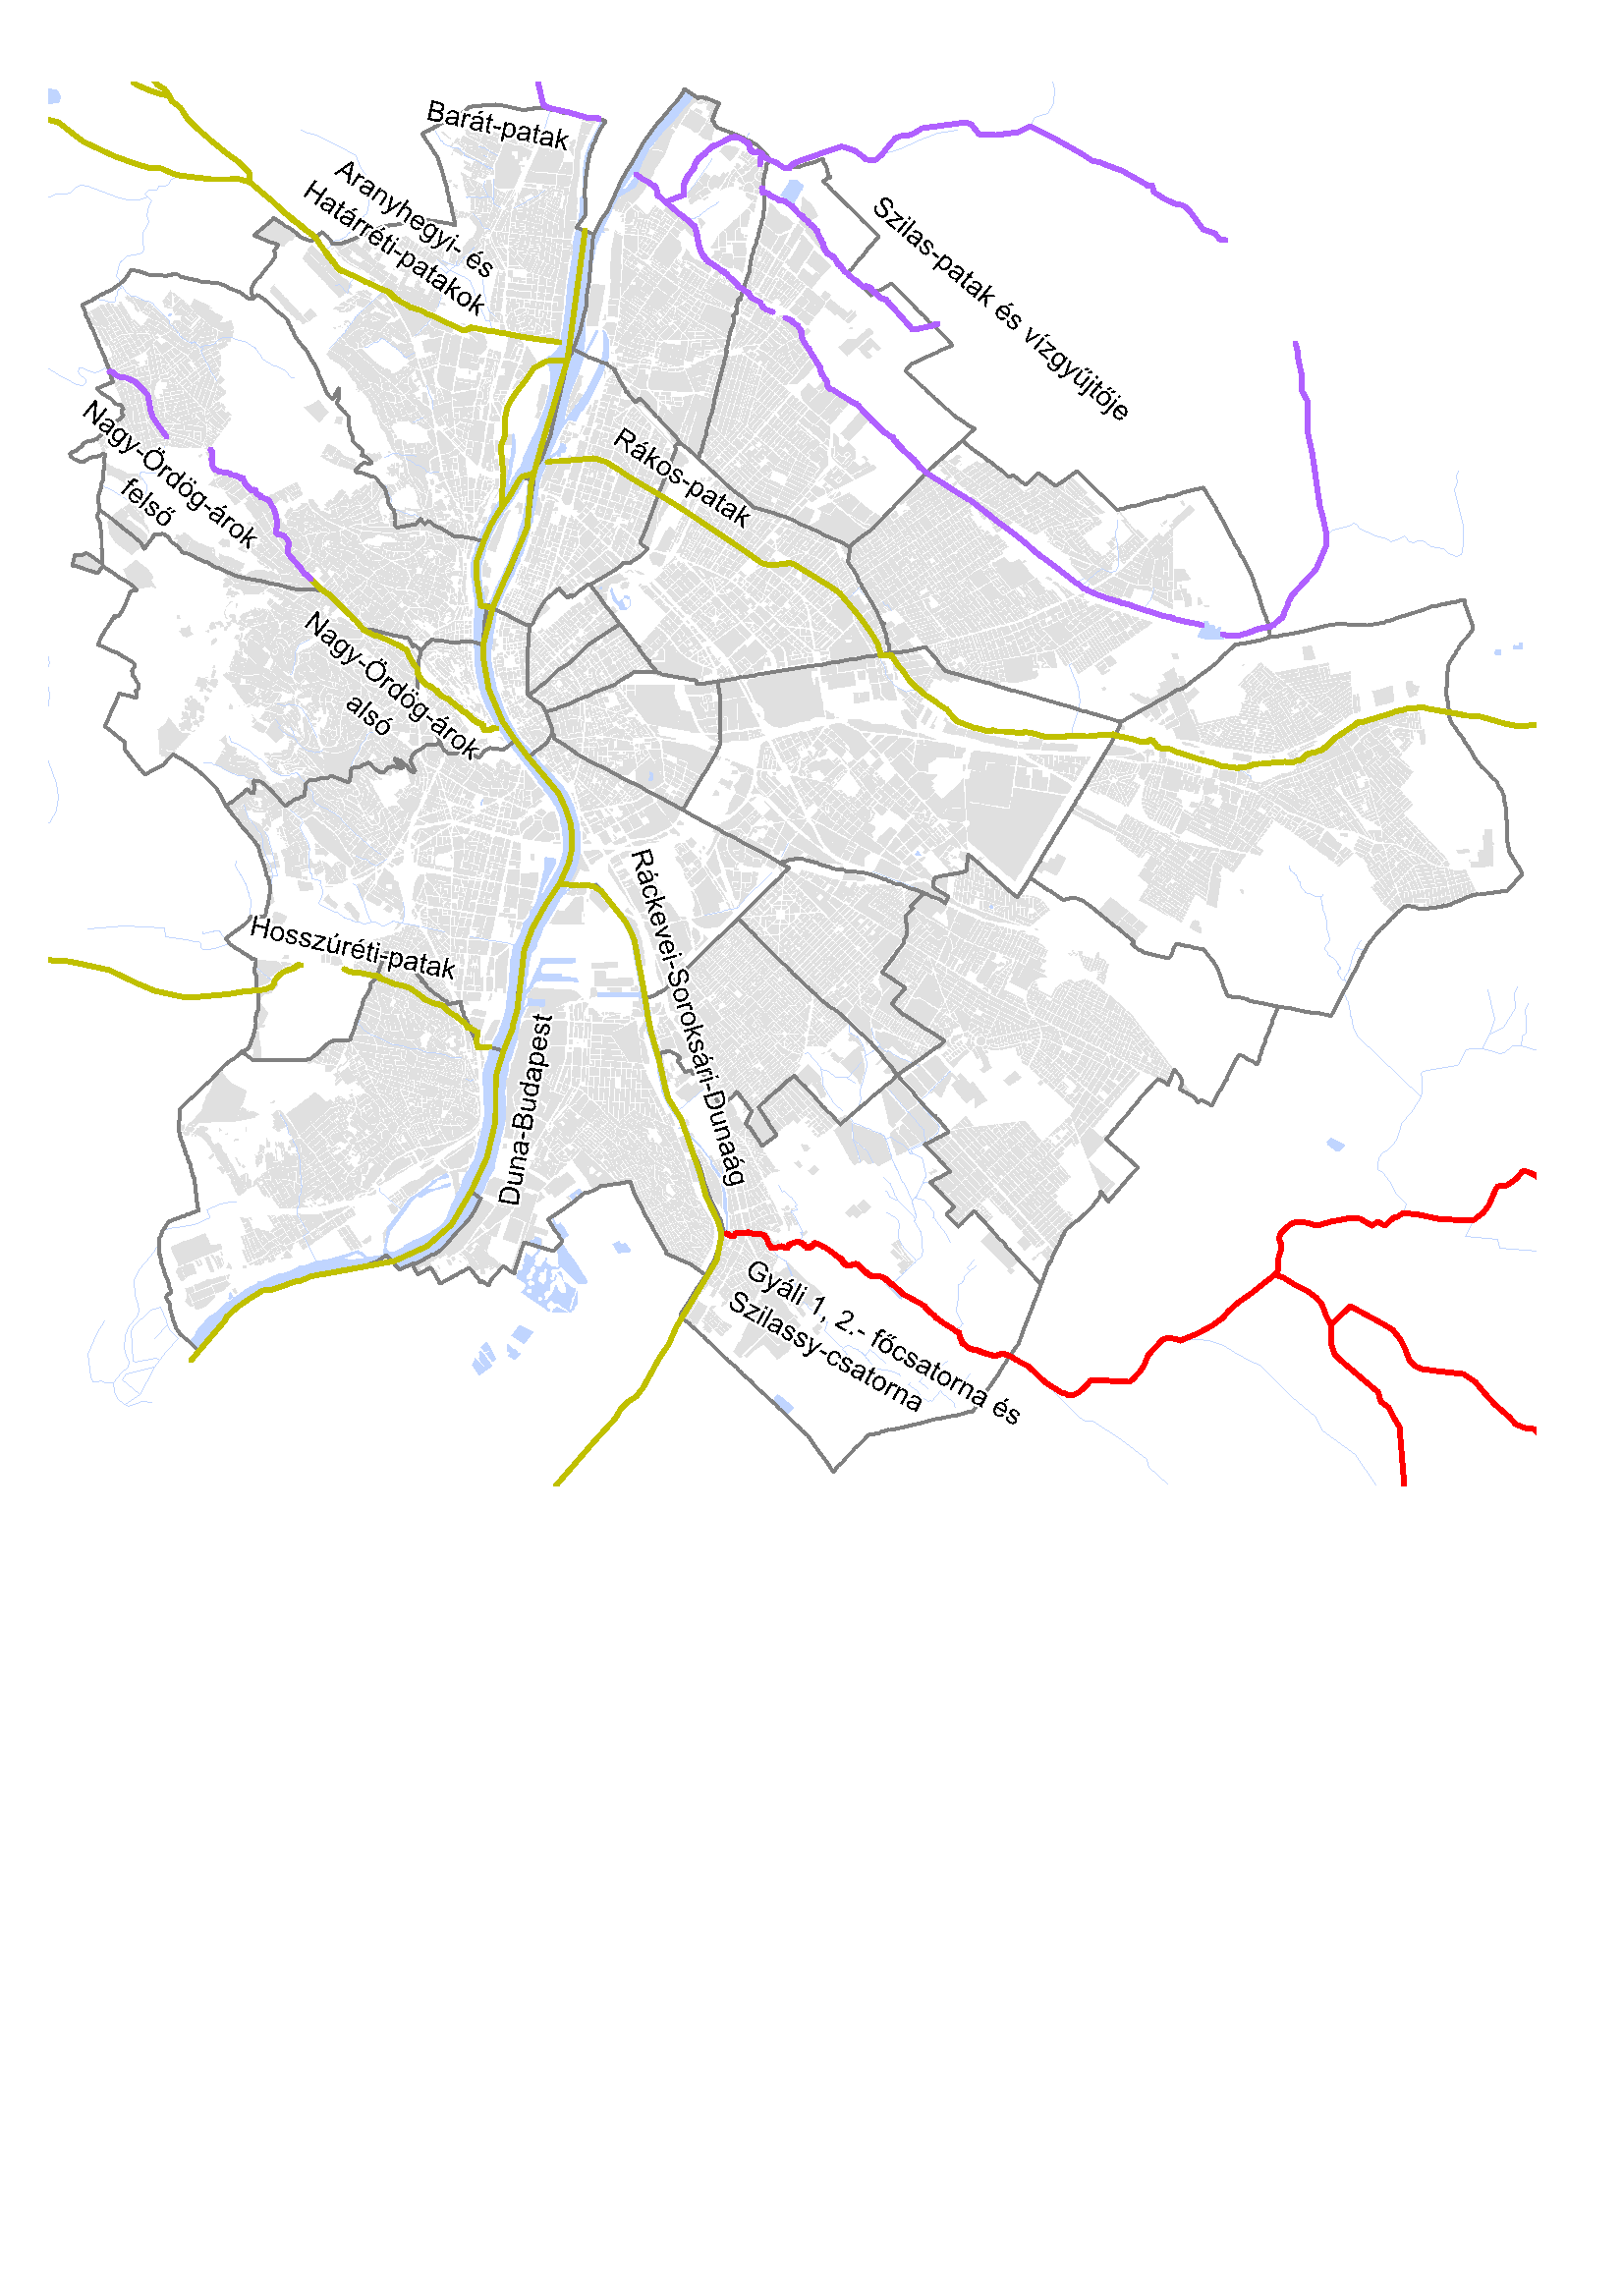 Barát-patak
Aranyhegyi- és
Határréti-patakok
Szilas-patak és vízgyűjtője
Nagy-Ördög-árok
felső
Rákos-patak
Nagy-Ördög-árok
alsó
Ráckevei-Soroksári-Dunaág
Hosszúréti-patak
Duna-Budapest
Gyáli 1, 2.- főcsatorna és
Szilassy-csatorna